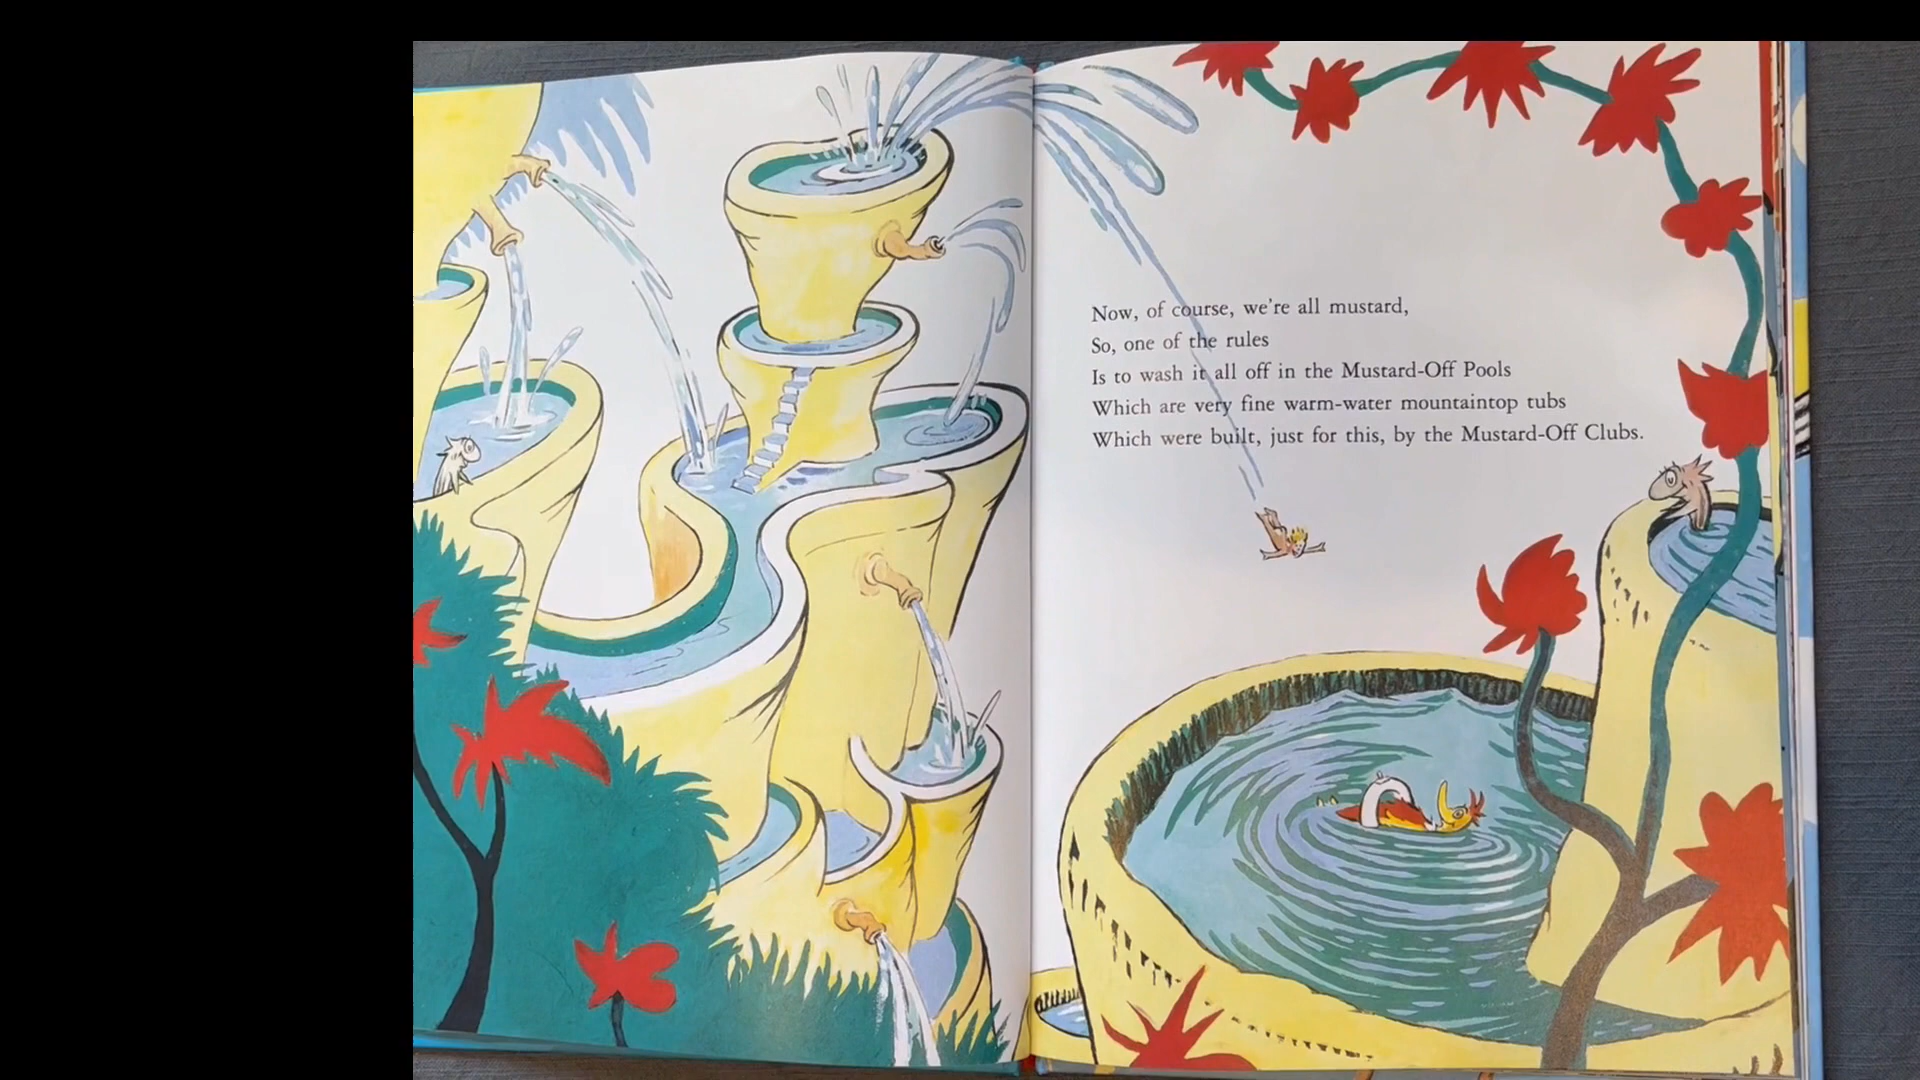 Now, of course, we're all mustard,
So, one of the rules
Is to wash it all off in the Mustard-Off Pools
Which are very fine warm-water mountaintop tubs
Which were built, just for this, by the Mustard-Off Clubs.